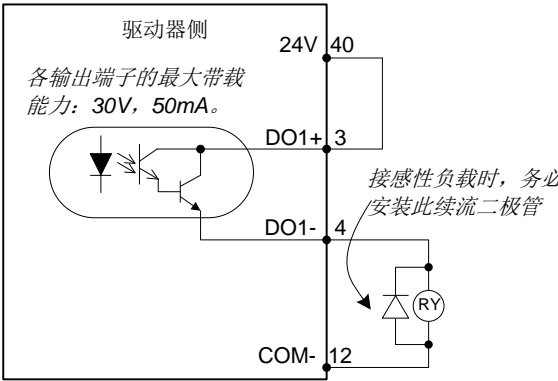 驱动器侧
24V 40
各输出端子的最大带载
能力：30V，50mA。
DO1+ 3
接感性负载时，务必
安装此续流二极管
DO1- 4
RY
COM- 12